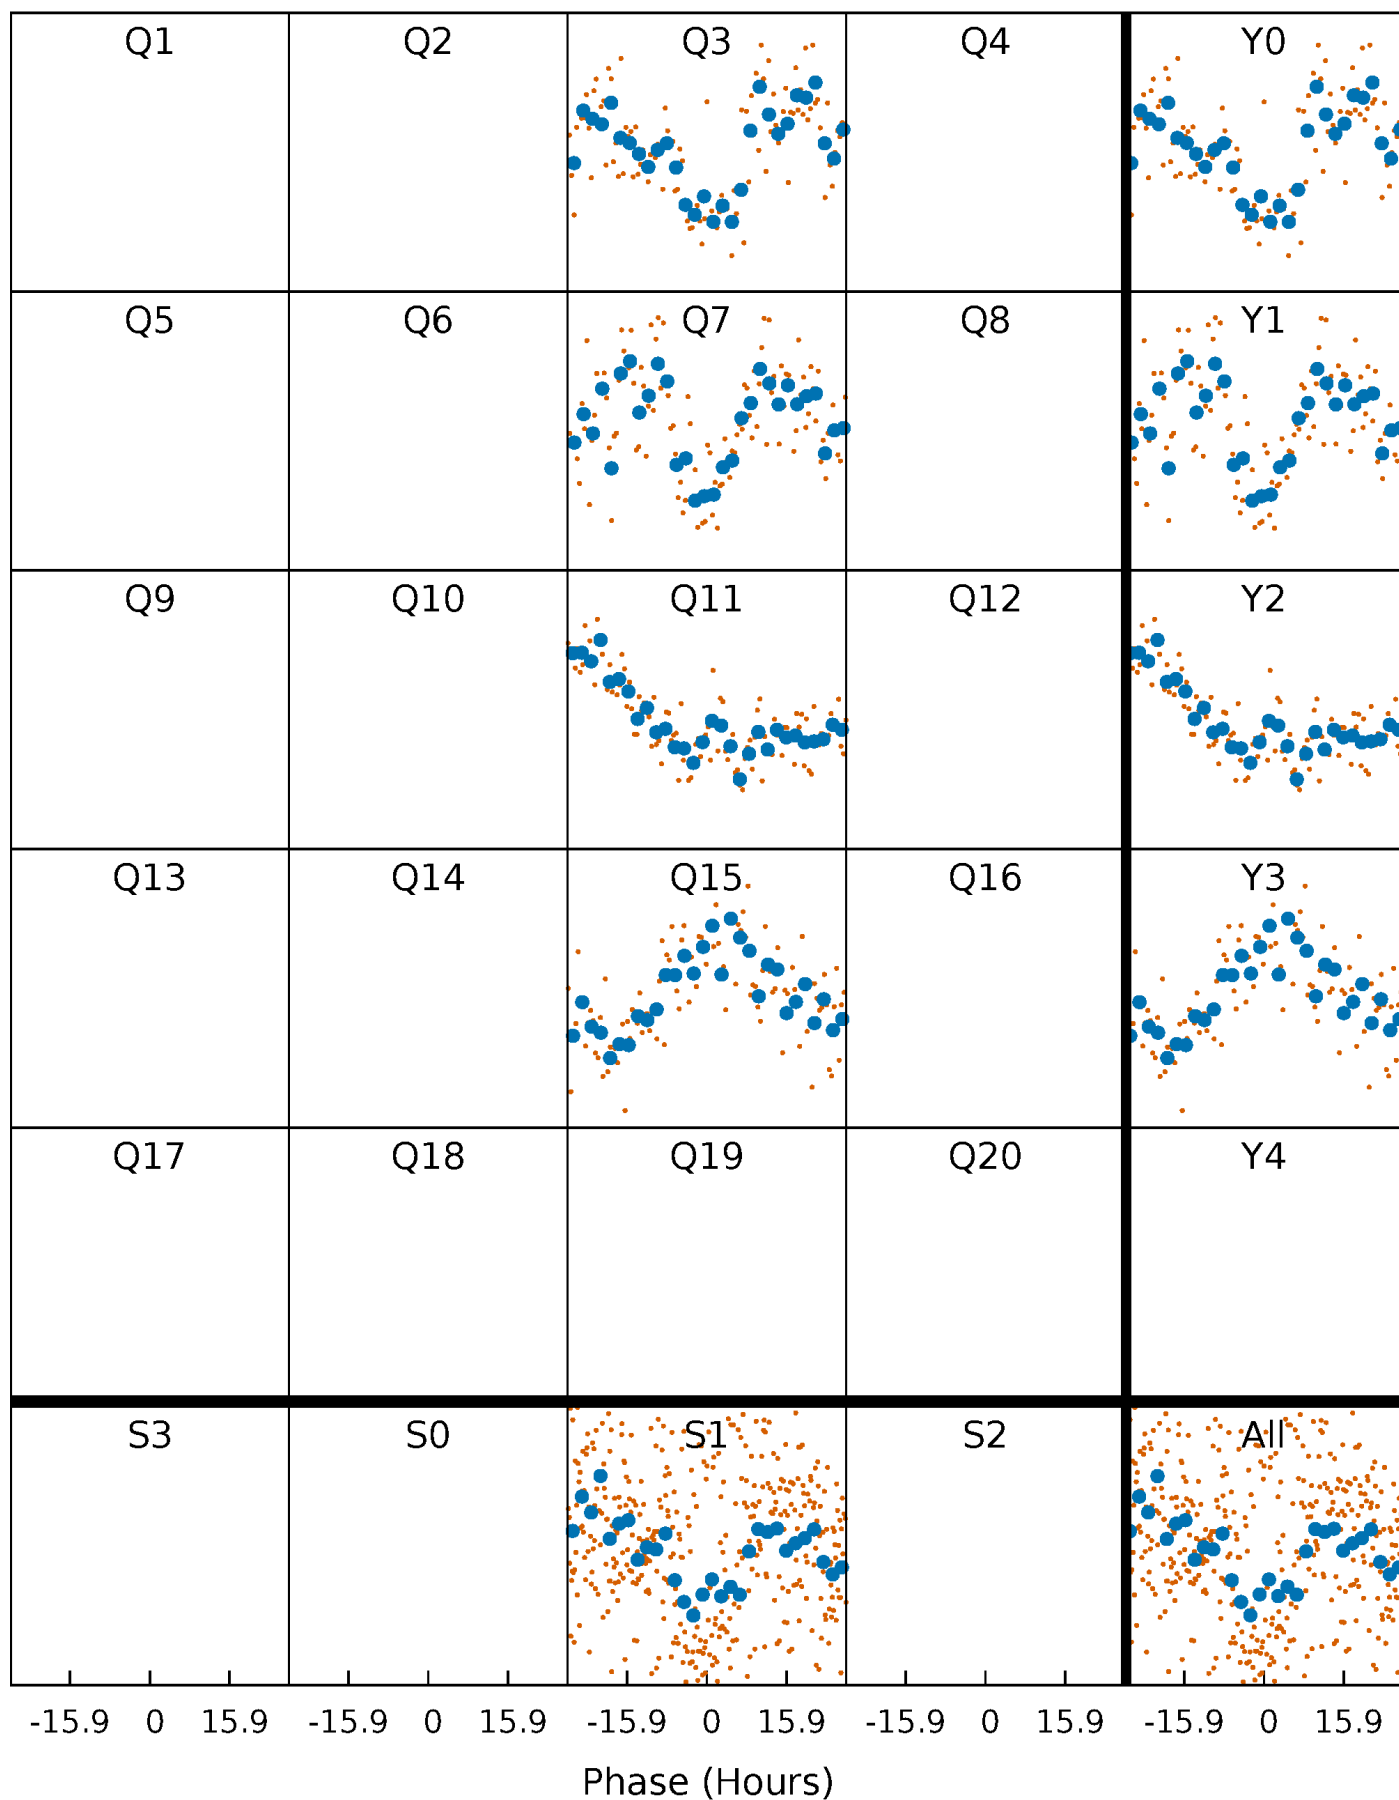 Q1 Q2 Q3 Q4 Y0
Q5 Q6 Q7 Q8 Y1
Q9 Q10 Q11 Q12 Y2
Q13 Q14 Q15 Q16 Y3
Q17 Q18 Q19 Q20 Y4
S3 S0 S1 S2 All
-15.9 0 15.9 -15.9 0 15.9 -15.9 0 15.9 -15.9 0 15.9 -15.9 0 15.9
Phase (Hours)